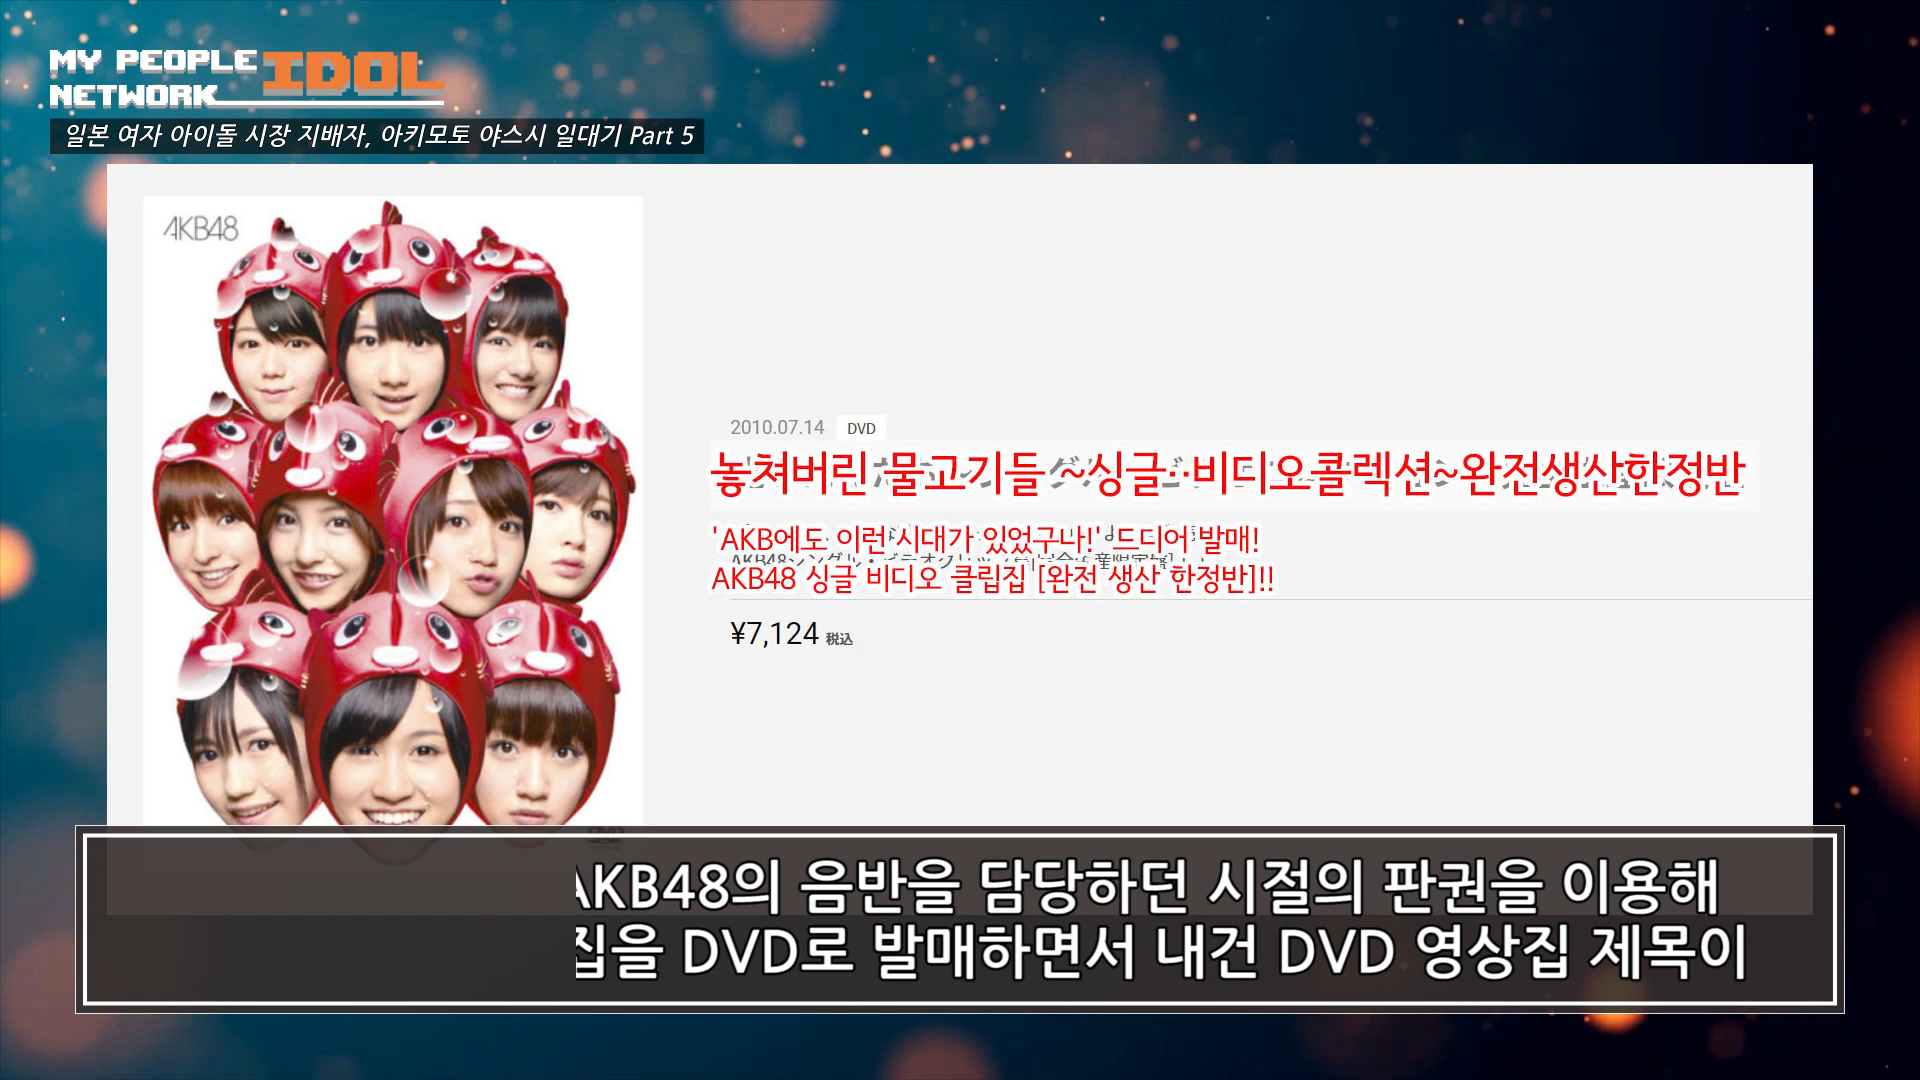 MY PEOPLE IDOL
NETWORK
일본 여자 아이돌 시장 지배자, 아키모토 야스시 일대기 Part 5
AKB48
2010.07.14 DVD
놓쳐버린 물고기들 ~싱글··비디오콜렉션~완전생산한정반
'AKB에도 이런 시대가 있었구나!' 드디어 발매!
AKB48 싱글 비디오 클립집 [완전 생산 한정반]!!
¥7,124 税込
AKB48의 음반을 담당하던 시절의 판권을 이용해
집을 DVD로 발매하면서 내건 DVD 영상집 제목이